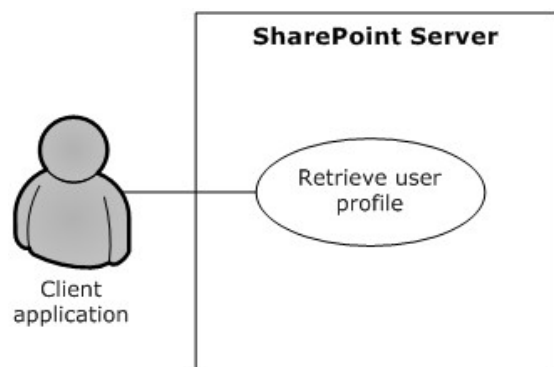 SharePoint Server
Retrieve user
profile
Client
application